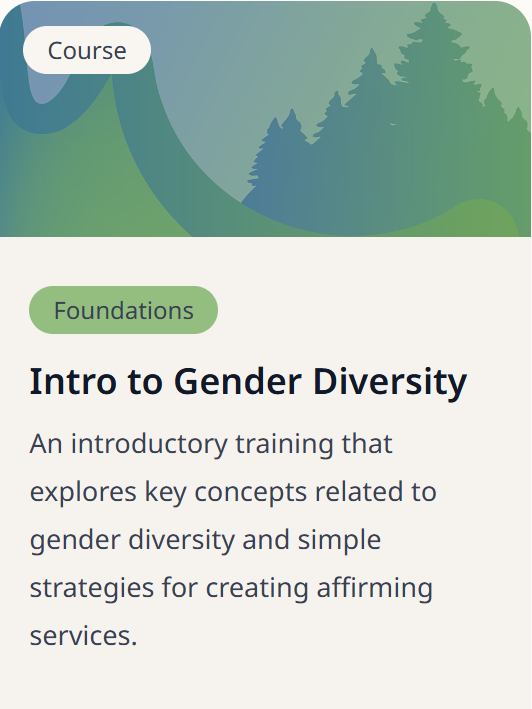 Course
Foundations
Intro to Gender Diversity
An introductory training that
explores key concepts related to
gender diversity and simple
strategies for creating affirming
services.